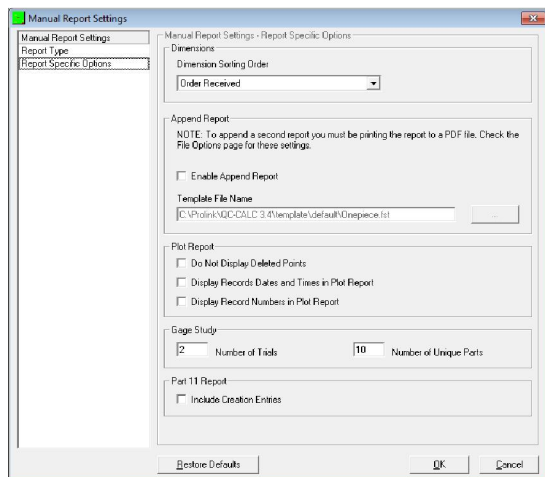 Manual Report Settings
Manual Report Settings
Report Type
Report Specific Options
Manual Report Settings - Report Specific Options
Dimensions
Dimension Sorting Order
Order Received
Append Report
NOTE: To append a second report you must be printing the report to a PDF file. Check the
File Options page for these settings.
Enable Append Report
Template File Name
C:\Prolink\QC-CALC 3.4\template\default\Onepiece.tst
...
Plot Report
Do Not Display Deleted Points
Display Records Dates and Times in Plot Report
Display Record Numbers in Plot Report
Gage Study
2 Number of Trials 10 Number of Unique Parts
Part 11 Report
Include Creation Entries
Restore Defaults OK Cancel